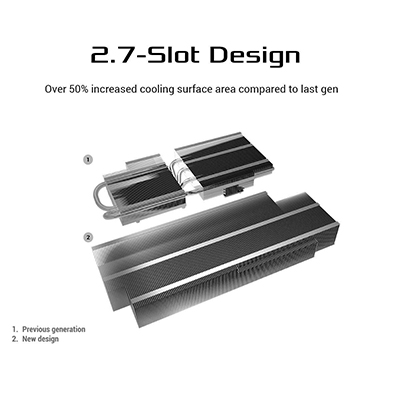 2.7-Slot Design
Over 50% increased cooling surface area compared to last gen
1
2
1. Previous generation
2. New design